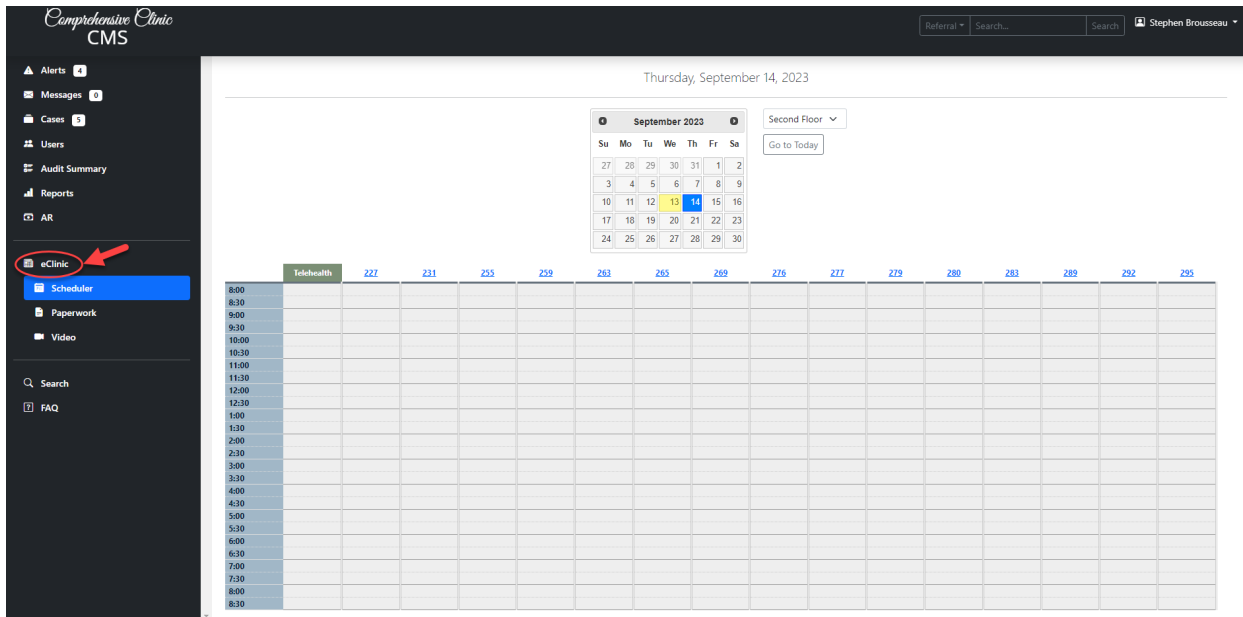 Comprehensive Clinic
CMS
Referral Search... Search Stephen Brousseau
Alerts 4
Messages 0
Cases 5
Users
Audit Summary
Reports
AR
eClinic
Scheduler
Paperwork
Video
Search
FAQ
Thursday, September 14, 2023
September 2023 Second Floor
Su Mo Tu We Th Fr Sa Go to Today
27 28 29 30 31 1 2
3 4 5 6 7 8 9
10 11 12 13 14 15 16
17 18 19 20 21 22 23
24 25 26 27 28 29 30
Telehealth 227 231 255 259 263 265 269 276 277 279 280 283 289 292 295
8:00
8:30
9:00
9:30
10:00
10:30
11:00
11:30
12:00
12:30
1:00
1:30
2:00
2:30
3:00
3:30
4:00
4:30
5:00
5:30
6:00
6:30
7:00
7:30
8:00
8:30